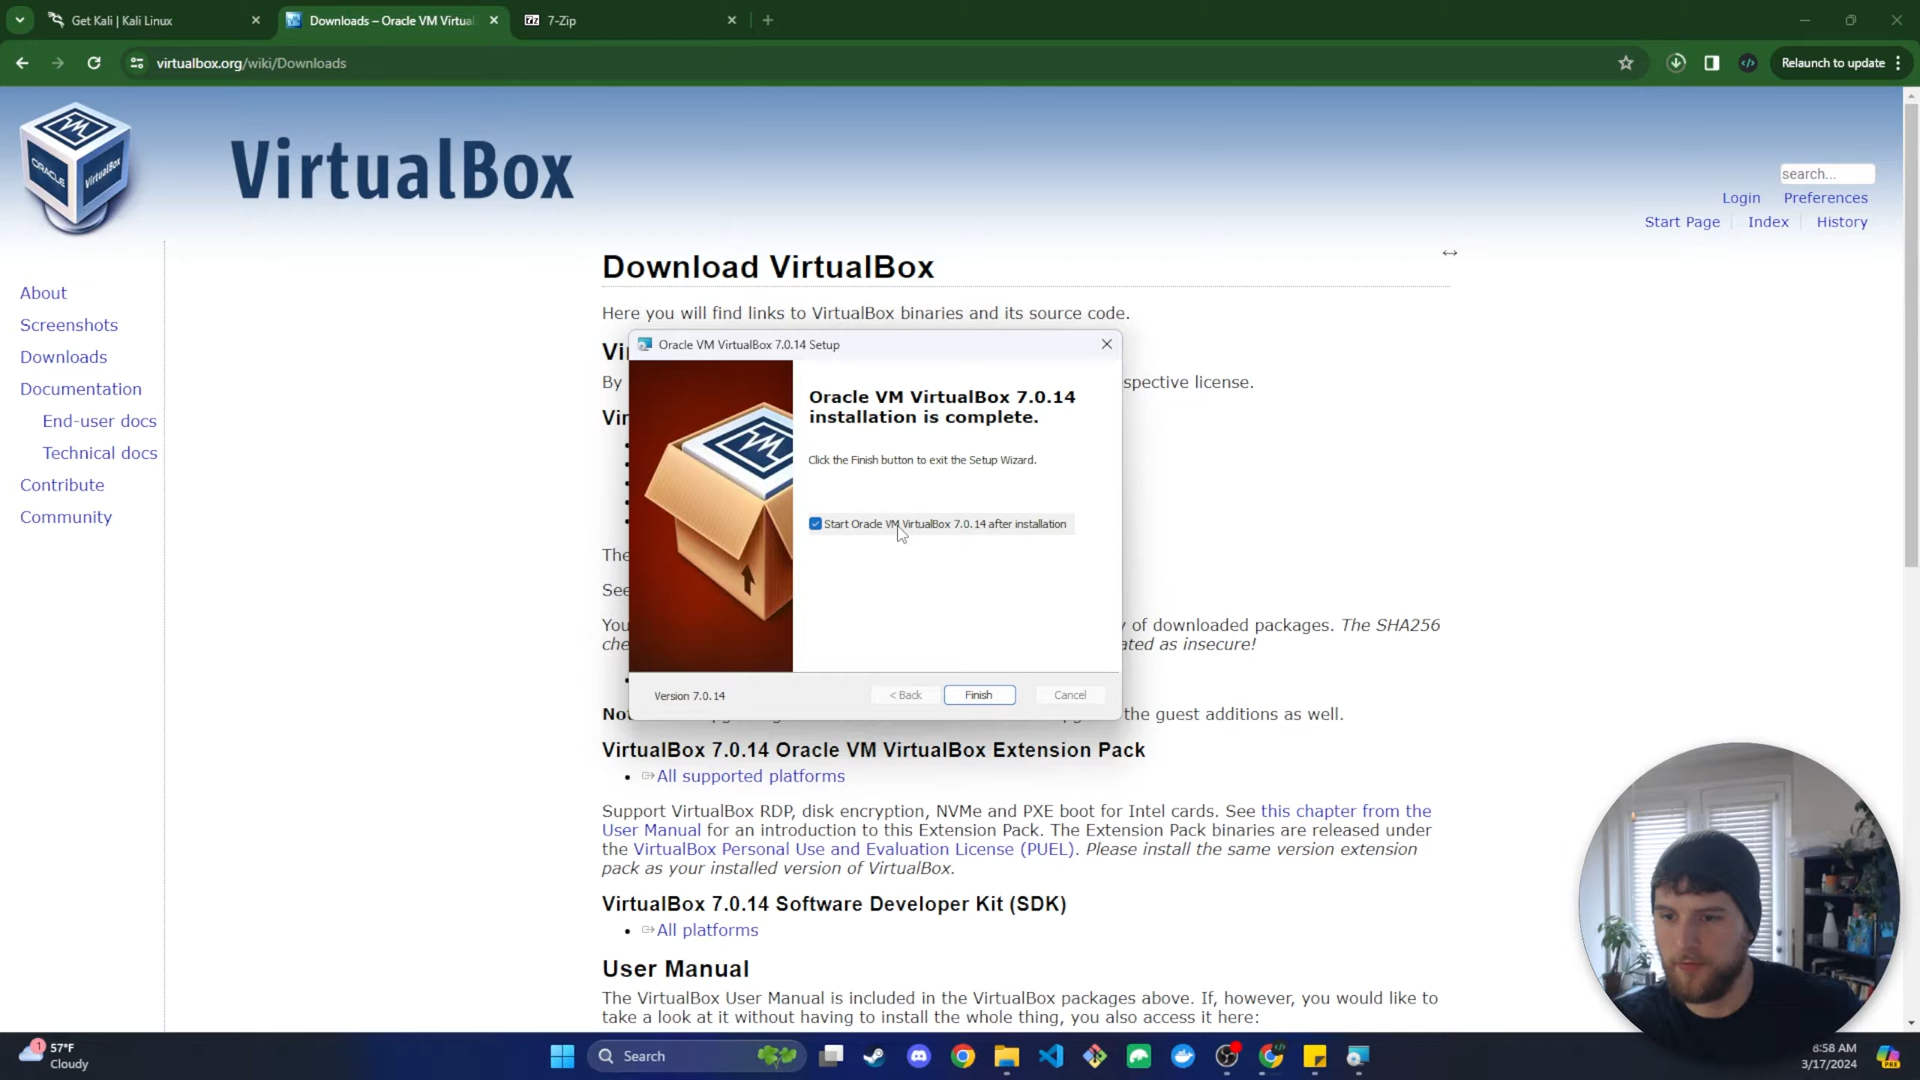 Get Kali | Kali Linux
Downloads – Oracle VM Virtua
7-Zip
virtualbox.org/wiki/Downloads
Relaunch to update
ORACLE
VirtualBox
VirtualBox
search...
Login
Preferences
Start Page
Index
History
About
Screenshots
Downloads
Documentation
End-user docs
Technical docs
Contribute
Community
Download VirtualBox
Here you will find links to VirtualBox binaries and its source code.
By
spective license.
The
See
You
of downloaded packages. The SHA256
ated as insecure!
the guest additions as well.
Oracle VM VirtualBox 7.0.14 Setup
Oracle VM VirtualBox 7.0.14
installation is complete.
Click the Finish button to exit the Setup Wizard.
Start Oracle VM VirtualBox 7.0.14 after installation
Version 7.0.14
< Back
Finish
Cancel
VirtualBox 7.0.14 Oracle VM VirtualBox Extension Pack
All supported platforms
Support VirtualBox RDP, disk encryption, NVMe and PXE boot for Intel cards. See this chapter from the
User Manual for an introduction to this Extension Pack. The Extension Pack binaries are released under
the VirtualBox Personal Use and Evaluation License (PUEL). Please install the same version extension
pack as your installed version of VirtualBox.
VirtualBox 7.0.14 Software Developer Kit (SDK)
All platforms
User Manual
The VirtualBox User Manual is included in the VirtualBox packages above. If, however, you would like to
take a look at it without having to install the whole thing, you also access it here:
1
57°F
Cloudy
Search
8:58 AM
3/17/2024